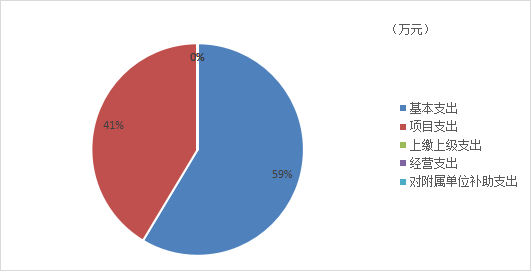 （万元）
0%
41%
59%
基本支出
项目支出
上缴上级支出
经营支出
对附属单位补助支出